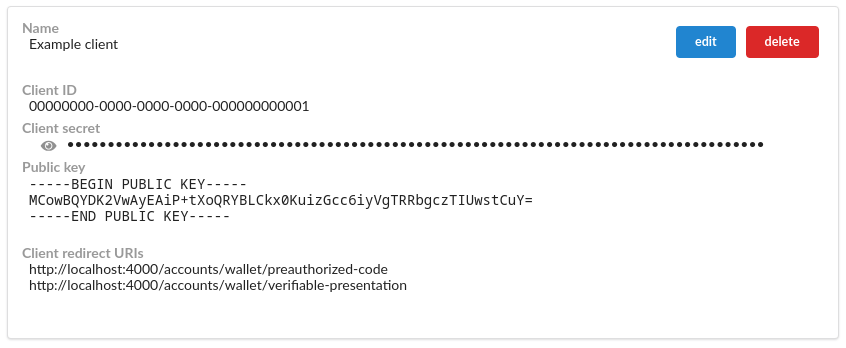 Name
Example client
edit
delete
Client ID
00000000-0000-0000-0000-000000000001
Client secret
••••••••••••••••••••••••••••••••••••••••••••••••••••••••••••••••••••••••••••••••••••••
Public key
-----BEGIN PUBLIC KEY-----
MCowBQYDK2VwAyEAiP+tXoQRYBLCkx0KuizGcc6iyVgTRRbgczTIUwstCuY=
-----END PUBLIC KEY-----
Client redirect URIs
http://localhost:4000/accounts/wallet/preauthorized-code
http://localhost:4000/accounts/wallet/verifiable-presentation